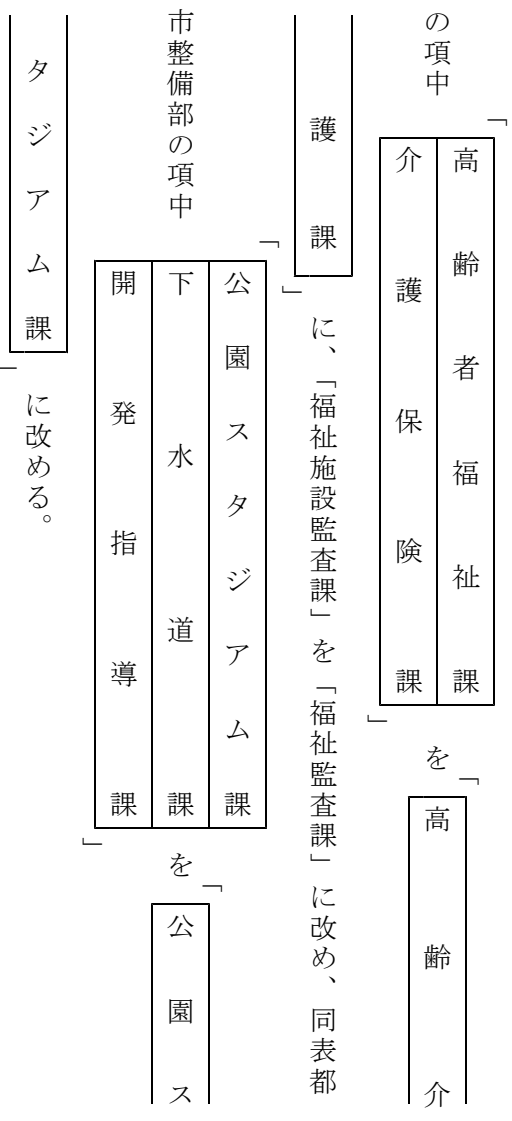 の項中「
高齢者福祉課
介護保険課
」を「
高齢介
護課
」に、「福祉施設監査課」を「福祉監査課」に改め、同表都
市整備部の項中「
公園スタジアム課
下水道課
開発指導課
」を「
公園ス
タジアム課
」に改める。